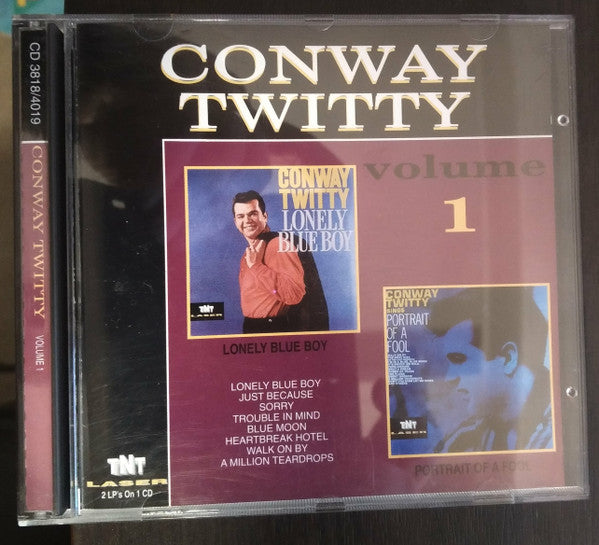 CD 3818/4019
CONWAY TWITTY
VOLUME 1
CONWAY
TWITTY
volume
1
CONWAY
TWITTY
LONELY
BLUE BOY
TNT
LASER
LONELY BLUE BOY
CONWAY
TWITTY
SINGS
PORTRAIT
OF A
FOOL
TNT
LASER
PORTRAIT OF A FOOL
LONELY BLUE BOY
JUST BECAUSE
SORRY
TROUBLE IN MIND
BLUE MOON
HEARTBREAK HOTEL
WALK ON BY
A MILLION TEARDROPS
TNT
LASER
2 LP's On 1 CD